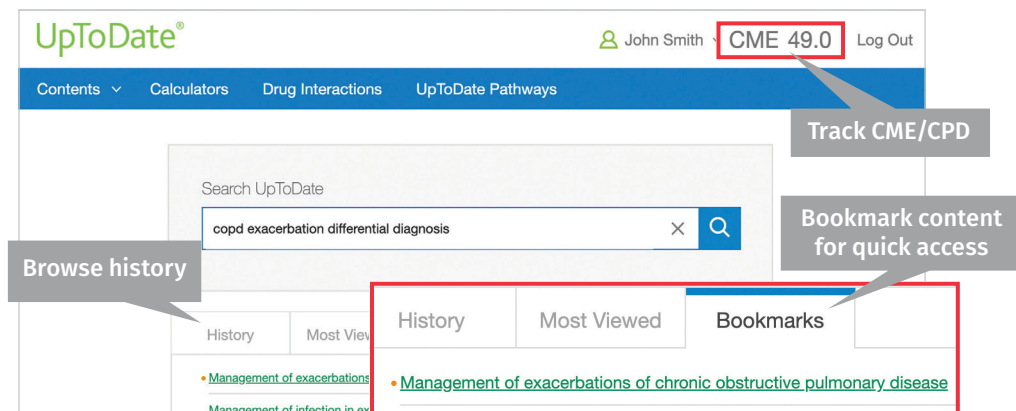 UpToDate®
John Smith CME 49.0 Log Out
Contents Calculators Drug Interactions UpToDate Pathways
Track CME/CPD
Search UpToDate
copd exacerbation differential diagnosis
Bookmark content
for quick access
Browse history
History Most
History Most Viewed Bookmarks
Management of exacerbations
Management of exacerbations of chronic obstructive pulmonary disease
Management of infection in